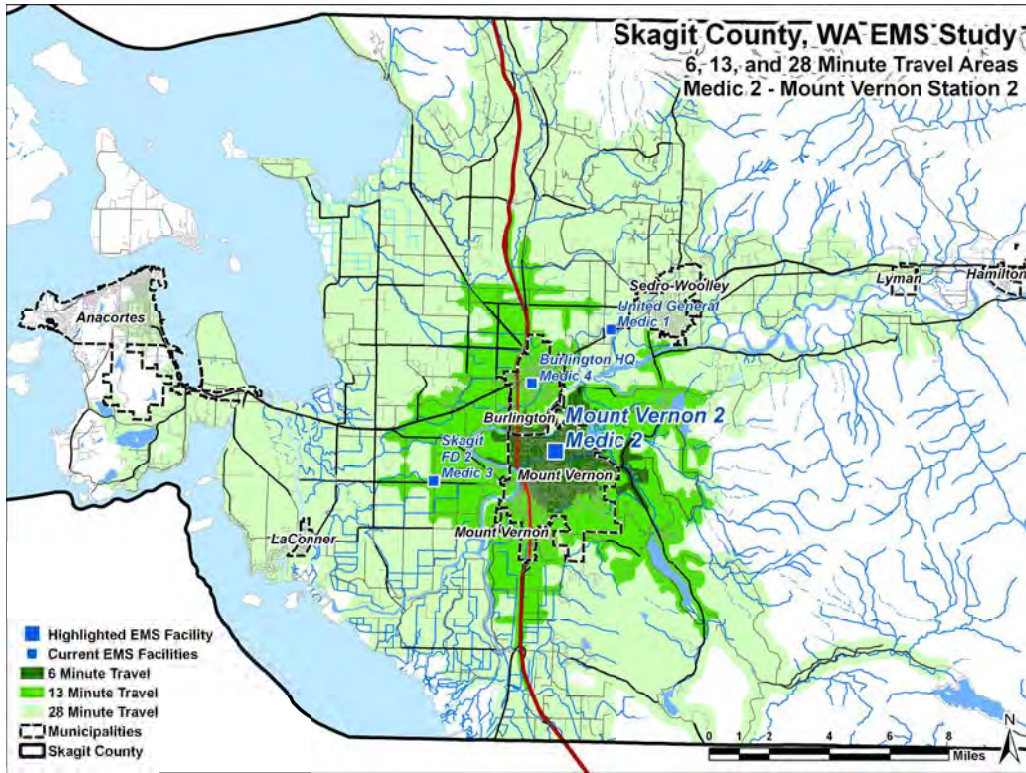 Skagit County, WA EMS Study
6, 13, and 28 Minute Travel Areas
Medic 2 - Mount Vernon Station 2
Hamilton
Lyman
Sedro-Woolley
United General
Medic 1
Anacortes
Burlington HQ
Medic 4
Burlington
Mount Vernon 2
Medic 2
Skagit
FD 2
Medic 3
Mount Vernon
Mount Vernon
LaConner
Highlighted EMS Facility
Current EMS Facilities
6 Minute Travel
13 Minute Travel
28 Minute Travel
Municipalities
Skagit County
N
0 2 4 6 8
Miles